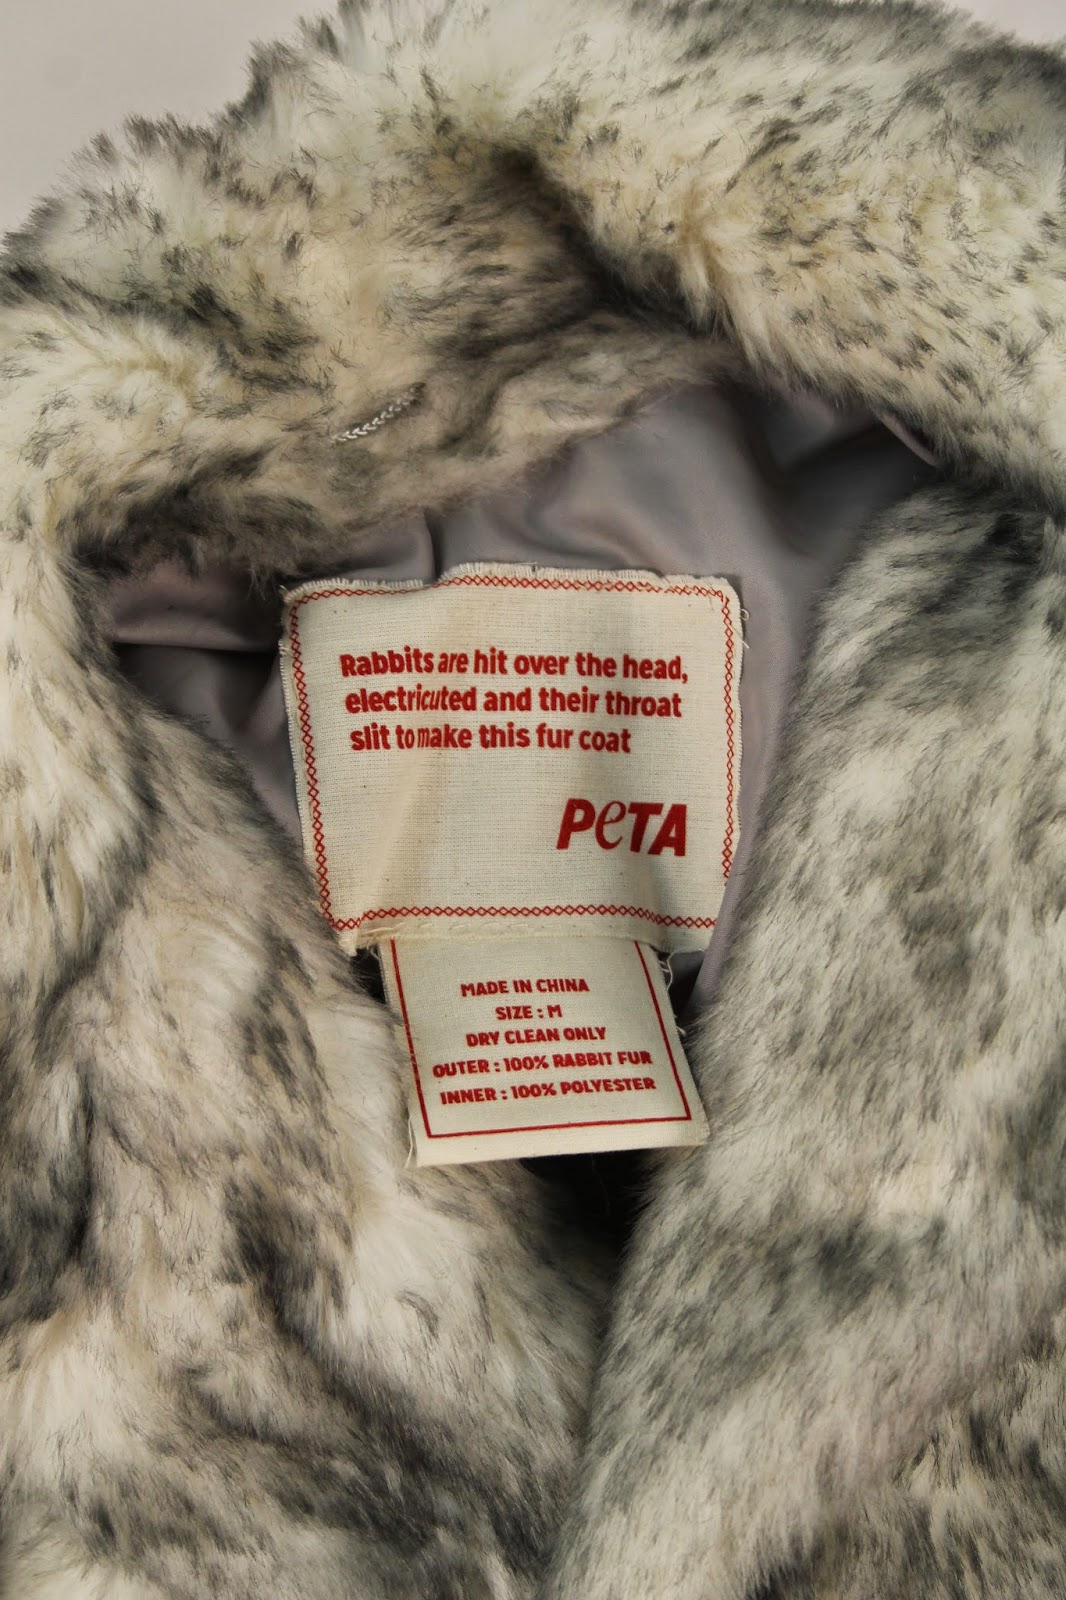 Rabbits are hit over the head,
electricuted and their throat
slit to make this fur coat
PeTA
MADE IN CHINA
SIZE : M
DRY CLEAN ONLY
OUTER : 100% RABBIT FUR
INNER : 100% POLYESTER